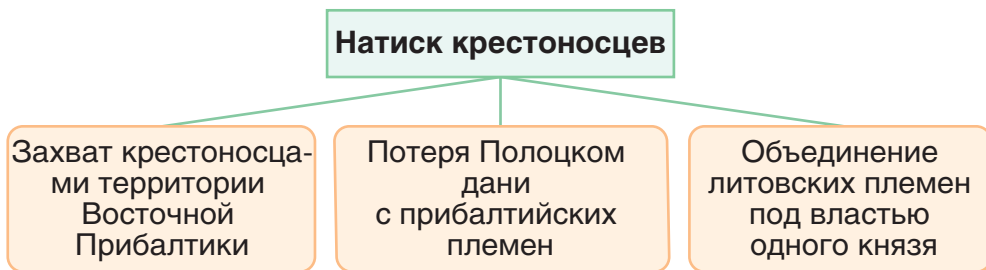 Натиск крестоносцев
Захват крестоносца-
ми территории
Восточной
Прибалтики
Потеря Полоцком
дани
с прибалтийских
племен
Объединение
литовских племен
под властью
одного князя